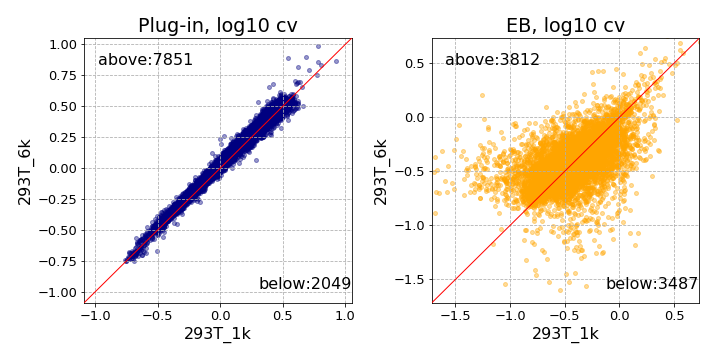 Plug-in, log10 cv
above:7851
1.00
0.75
0.50
0.25
0.00
−0.25
−0.50
−0.75
−1.00
293T_6k
below:2049
−1.0
−0.5
0.0
0.5
1.0
293T_1k
EB, log10 cv
above:3812
0.5
0.0
−0.5
−1.0
−1.5
293T_6k
below:3487
−1.5
−1.0
−0.5
0.0
0.5
293T_1k